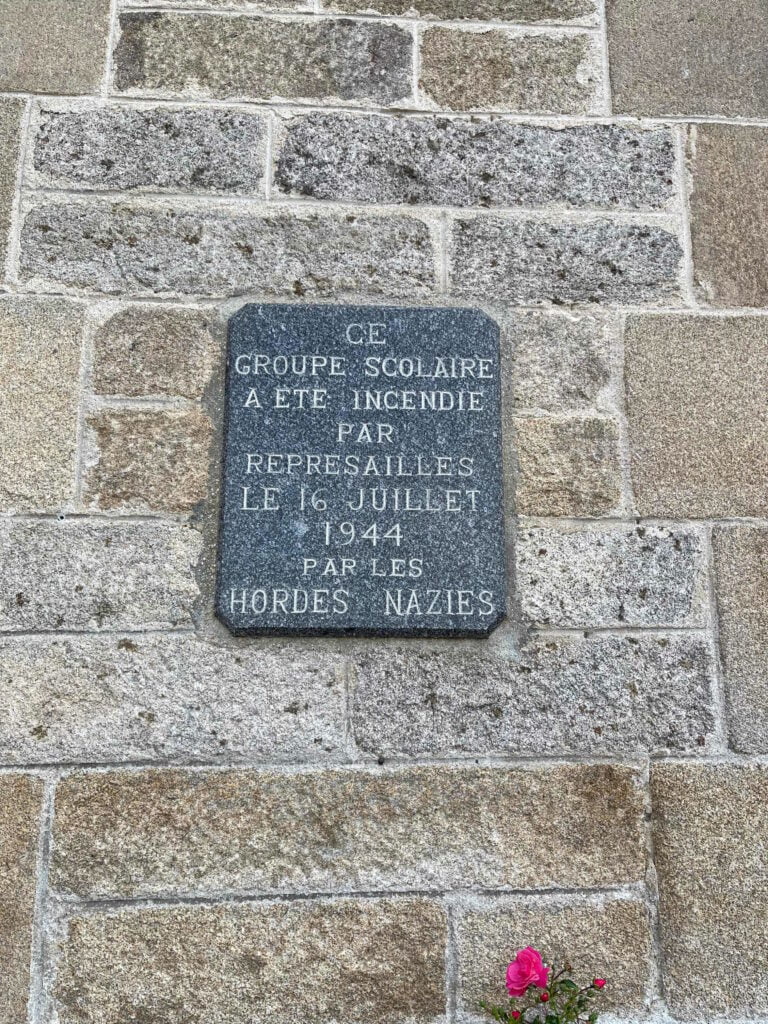 CE
GROUPE SCOLAIRE
A ETE INCENDIE
PAR
REPRESAILLES
LE 16 JUILLET
1944
PAR LES
HORDES NAZIES